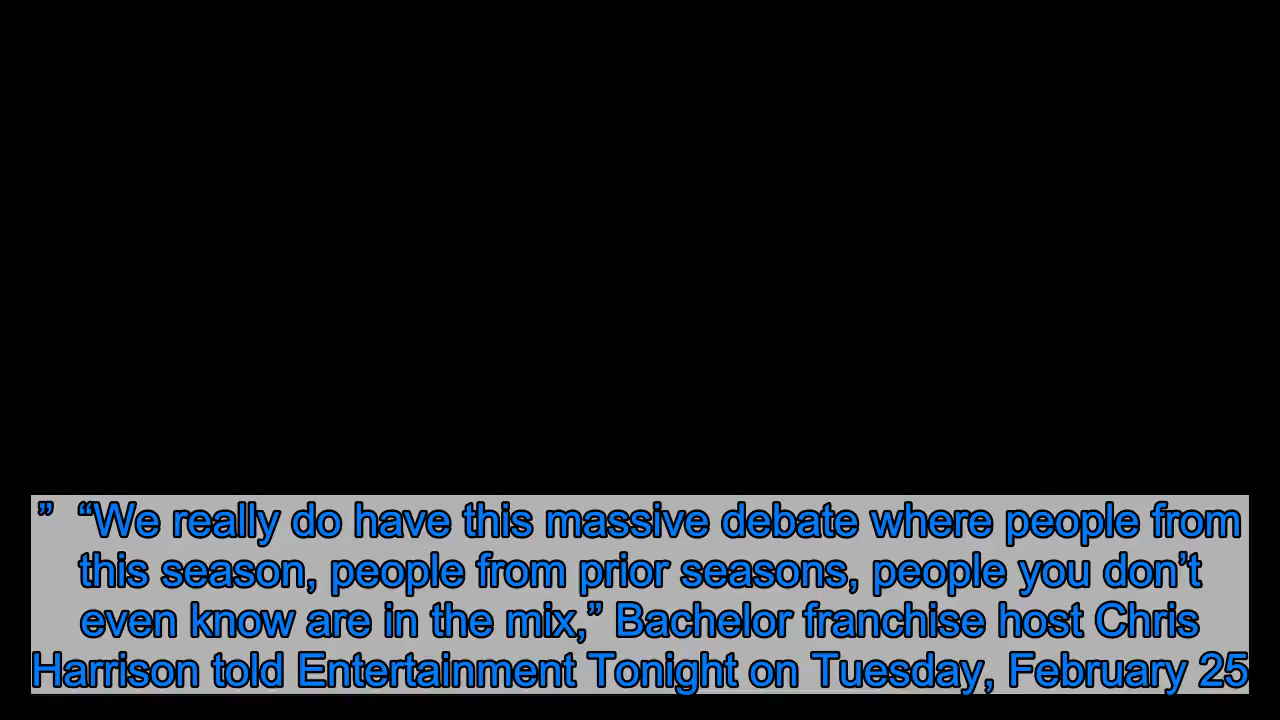 ” “We really do have this massive debate where people from
this season, people from prior seasons, people you don’t
even know are in the mix,” Bachelor franchise host Chris
Harrison told Entertainment Tonight on Tuesday, February 25